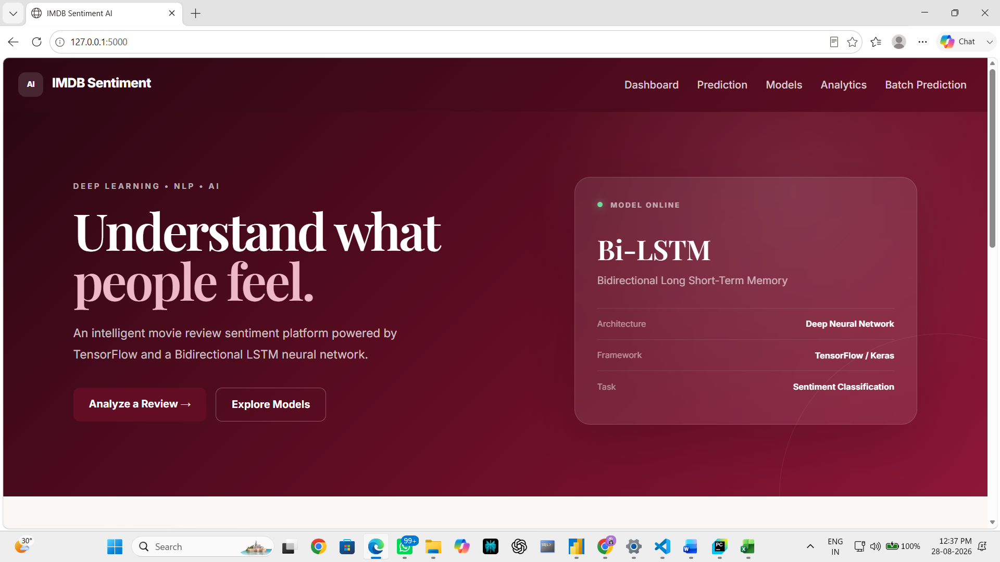 IMDB Sentiment AI
127.0.0.1:5000
Chat
AI
IMDB Sentiment
Dashboard
Prediction
Models
Analytics
Batch Prediction
DEEP LEARNING • NLP • AI
Understand what
people feel.
An intelligent movie review sentiment platform powered by
TensorFlow and a Bidirectional LSTM neural network.
Analyze a Review →
Explore Models
MODEL ONLINE
Bi-LSTM
Bidirectional Long Short-Term Memory
Architecture
Deep Neural Network
Framework
TensorFlow / Keras
Task
Sentiment Classification
30°
Search
99+
SQL>
W
PC
X
ENG
IN
100%
12:37 PM
28-08-2026